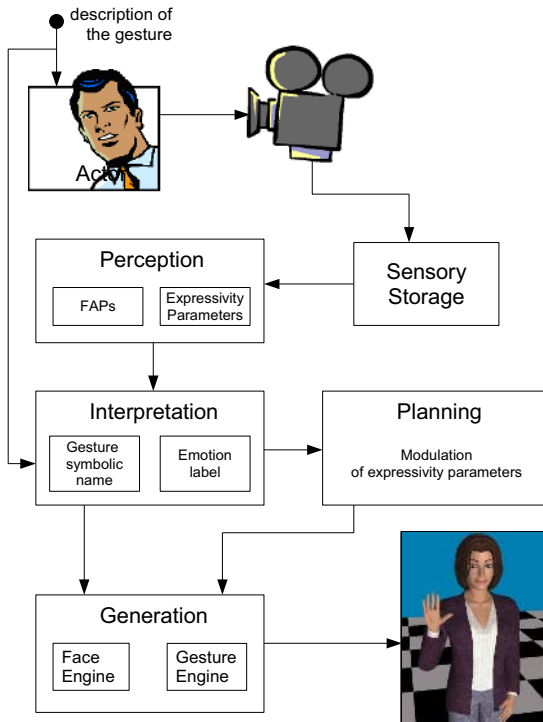 description of
the gesture
Actor
Sensory
Storage
Perception
FAPs
Expressivity
Parameters
Interpretation
Gesture
symbolic
name
Emotion
label
Planning
Modulation
of expressivity parameters
Generation
Face
Engine
Gesture
Engine